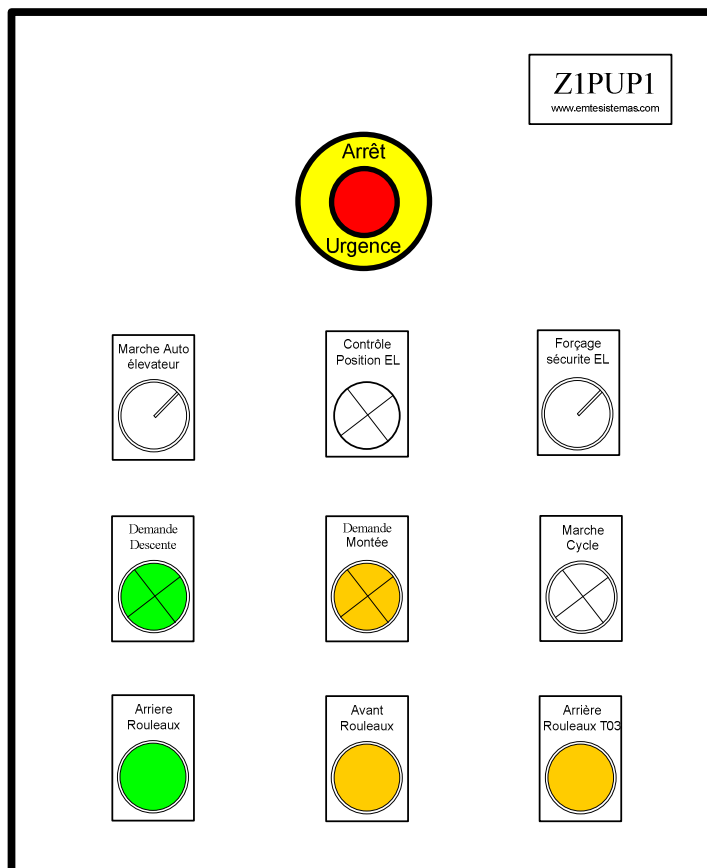 Z1PUP1
www.emtesistemas.com
Arrêt
Urgence
Marche Auto
élevateur
Contrôle
Position EL
Forçage
sécurite EL
Demande
Descente
Demande
Montée
Marche
Cycle
Arriere
Rouleaux
Avant
Rouleaux
Arrière
Rouleaux T03